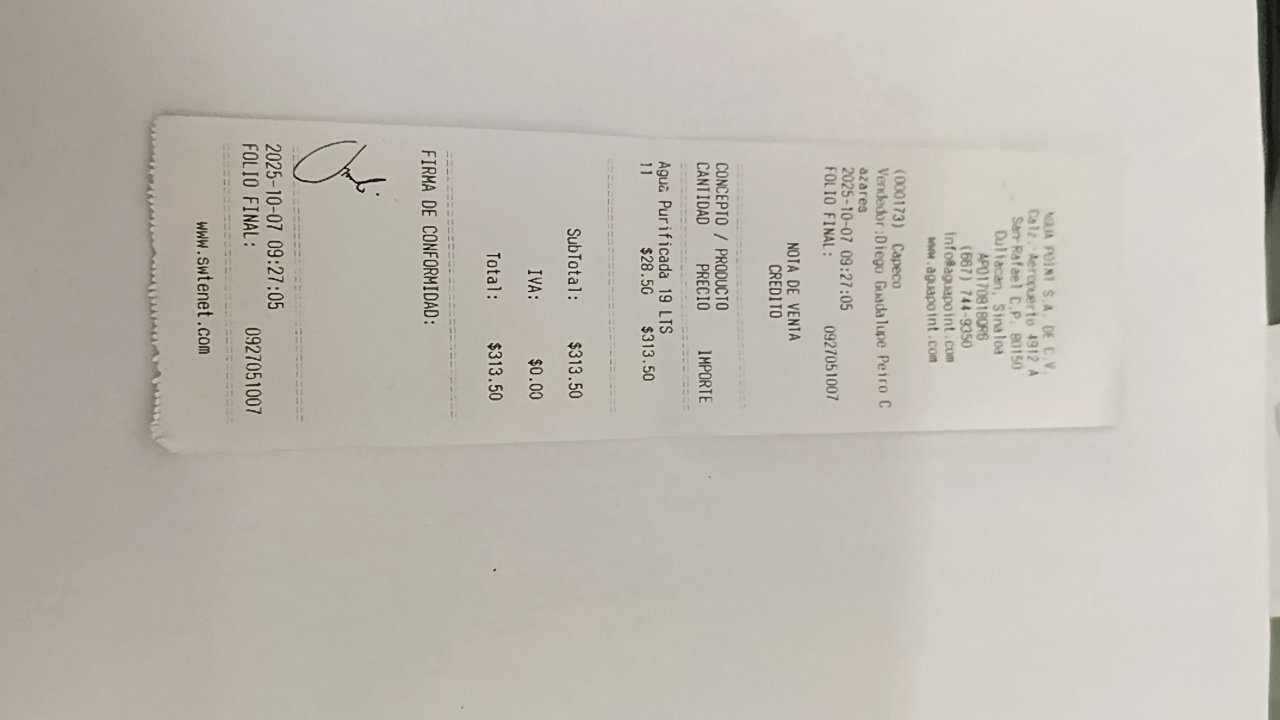 AGUA POINT S.A. DE C.V.
Calz. Aeropuerto 4912 A
San Rafael C.P. 80150
Culiacan, Sinaloa
APO170818QR6
(667) 744-9350
info@aguapoint.com
www.aguapoint.com
(000173) Capeco
Vendedor:Diego Guadalupe Peiro C
azares
2025-10-07 09:27:05
FOLIO FINAL: 0927051007
NOTA DE VENTA
CREDITO
CONCEPTO / PRODUCTO
CANTIDAD PRECIO IMPORTE
Agua Purificada 19 LTS
11 $28.50 $313.50
SubTotal: $313.50
IVA: $0.00
Total: $313.50
FIRMA DE CONFORMIDAD:
2025-10-07 09:27:05
FOLIO FINAL: 0927051007
www.swtenet.com